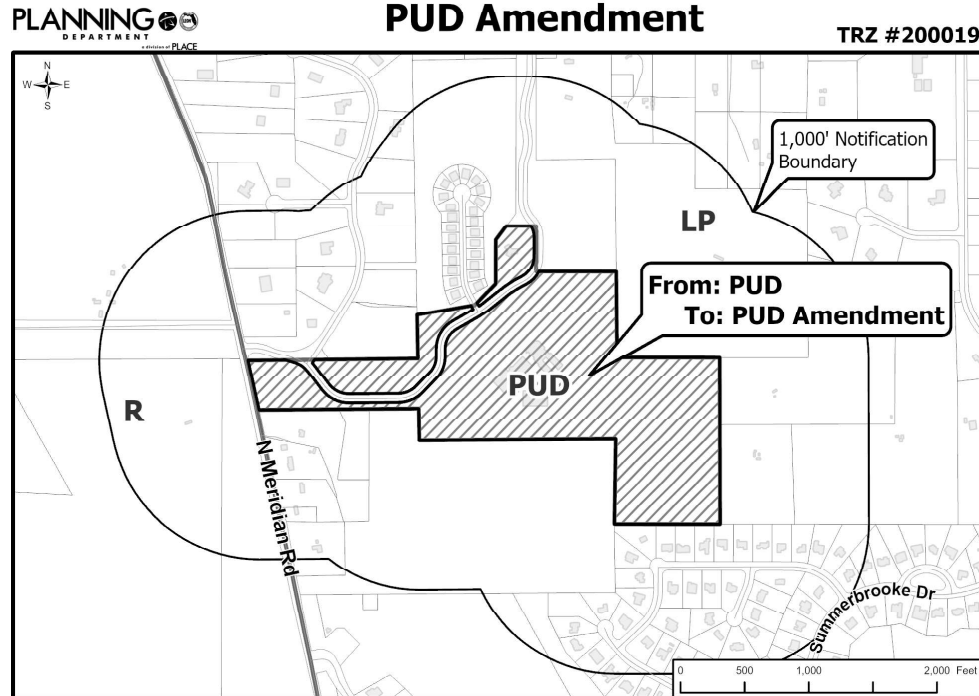 PLANNING
DEPARTMENT
a division of PLACE
PUD Amendment
TRZ #200019
N
W E
S
1,000' Notification
Boundary
LP
From: PUD
To: PUD Amendment
PUD
R
N Meridian Rd
Summerbrooke Dr
0 500 1,000 2,000 Feet